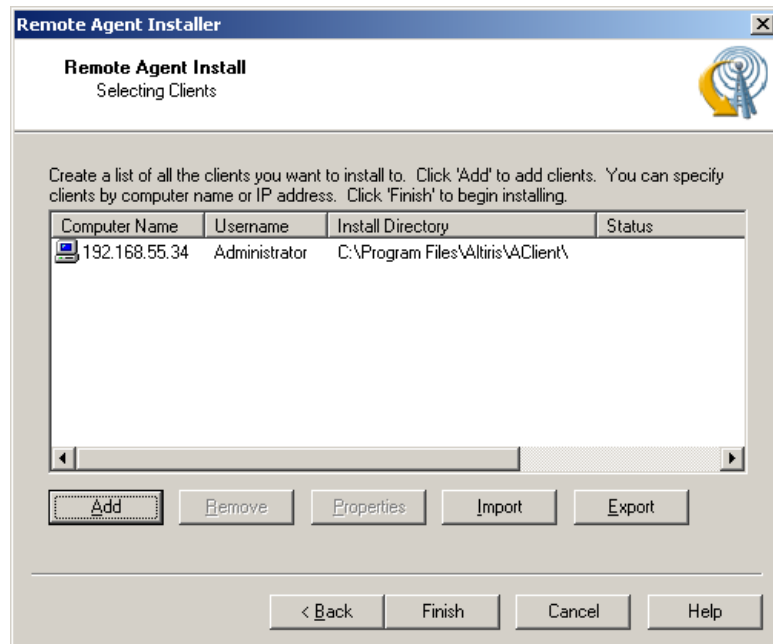 Remote Agent Installer
Remote Agent Install
Selecting Clients
Create a list of all the clients you want to install to. Click 'Add' to add clients. You can specify
clients by computer name or IP address. Click 'Finish' to begin installing.
Computer Name Username Install Directory Status
192.168.55.34 Administrator C:\Program Files\Altiris\AClient\
Add Remove Properties Import Export
< Back Finish Cancel Help